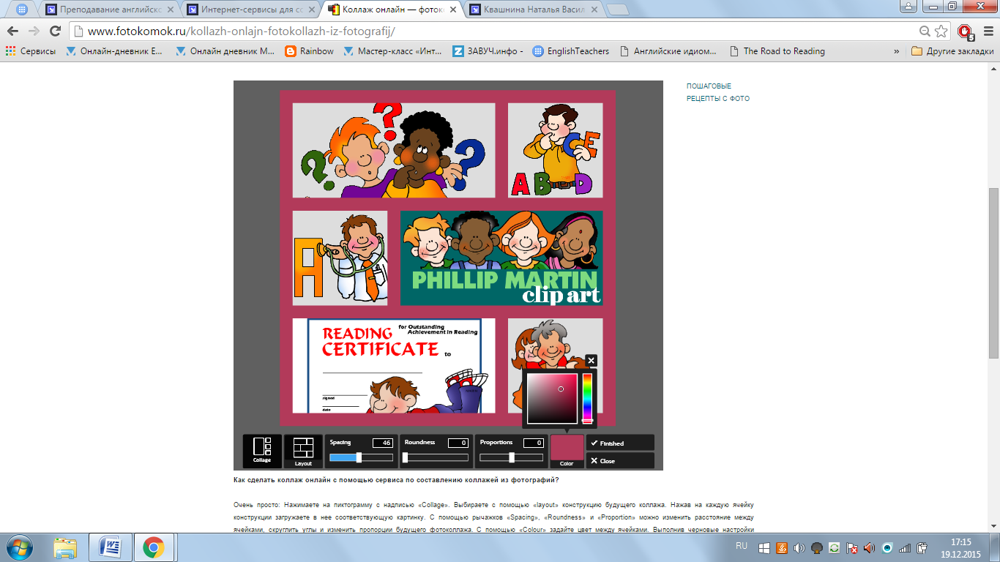 Преподавание английско
Интернет-сервисы для со
Коллаж онлайн — фотоко
Квашнина Наталья Васил
www.fotokomok.ru/kollazh-onlajn-fotokollazh-iz-fotografij/
Сервисы
Онлайн-дневник Е...
Онлайн дневник М...
Rainbow
Мастер-класс «Инт...
ЗАВУЧ.инфо -
EnglishTeachers
Английские идиом...
The Road to Reading
»
Другие закладки
ПОШАГОВЫЕ
РЕЦЕПТЫ С ФОТО
? ? ?
C E
A B D
A
PHILLIP MARTIN
clip art
READING
CERTIFICATE to
for Outstanding
Achievement in Reading
signed
date
Collage
Layout
Spacing 46
Roundness 0
Proportions 0
Color
Finished
Close
Как сделать коллаж онлайн с помощью сервиса по составлению коллажей из фотографий?
Очень просто: Нажимаете на пиктограмму с надписью «Collage». Выбираете с помощью «layout» конструкцию будущего коллажа. Нажав на каждую ячейку
конструкции загружаете в нее соответствующую картинку. С помощью рычажков «Spacing», «Roundness» и «Proportion» можно изменить расстояние между
ячейками, скруглить углы и изменить пропорции будущего фотоколлажа. С помощью «Colour» задайте цвет между ячейками. Выполнив черновые настройки
RU
17:15
19.12.2015